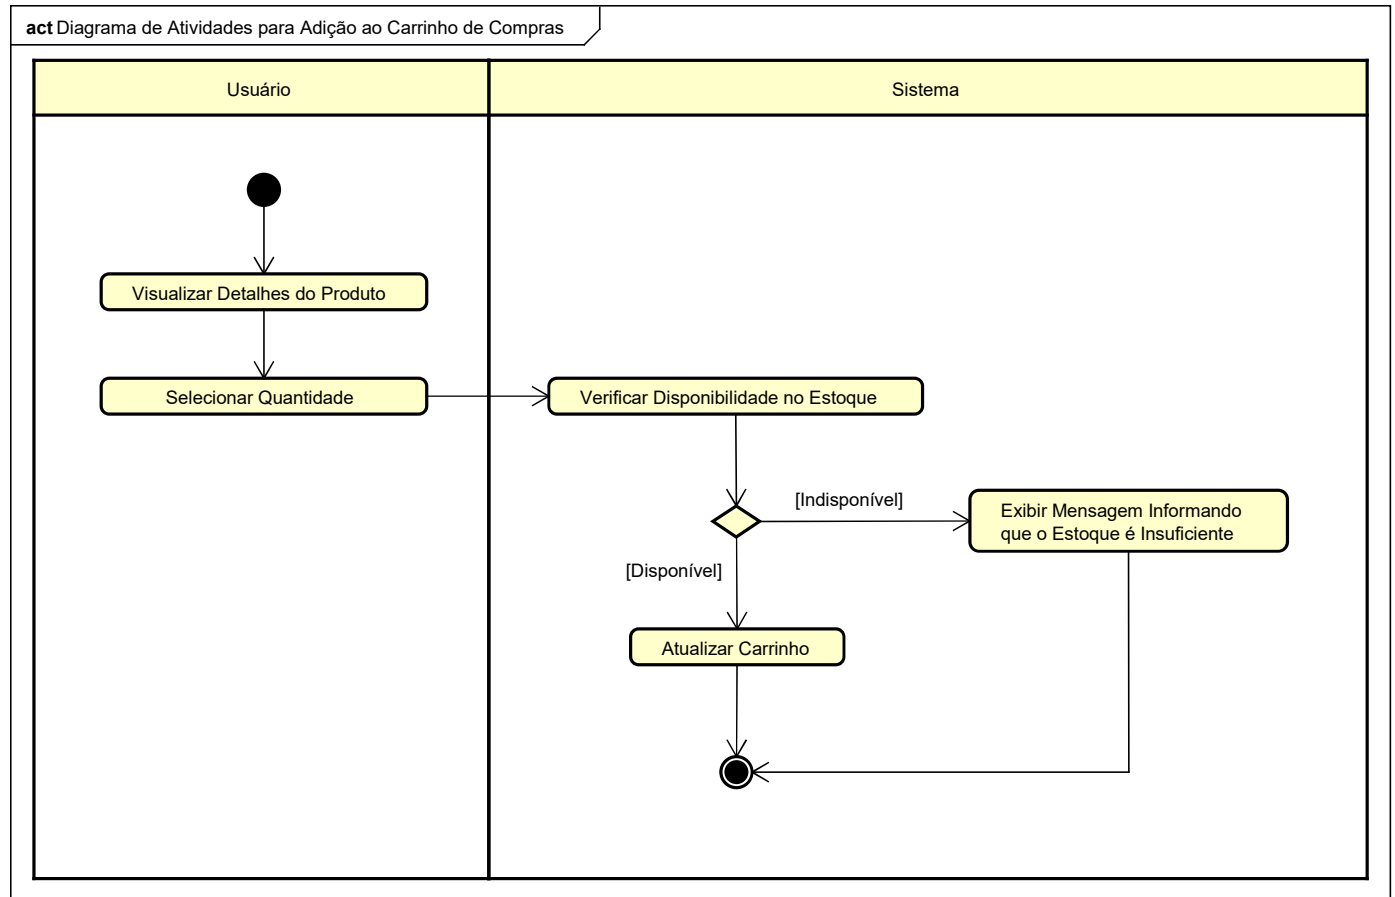 act Diagrama de Atividades para Adição ao Carrinho de Compras
Usuário
Sistema
Visualizar Detalhes do Produto
Selecionar Quantidade
Verificar Disponibilidade no Estoque
[Indisponível]
Exibir Mensagem Informando
que o Estoque é Insuficiente
[Disponível]
Atualizar Carrinho